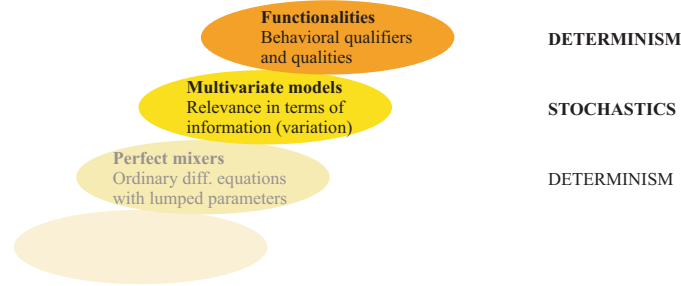 Functionalities
Behavioral qualifiers
and qualities
DETERMINISM
Multivariate models
Relevance in terms of
information (variation)
STOCHASTICS
Perfect mixers
Ordinary diff. equations
with lumped parameters
DETERMINISM